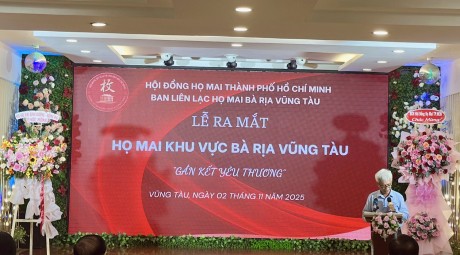 HỘI ĐỒNG HỌ MAI THÀNH PHỐ HỒ CHÍ MINH
BAN LIÊN LẠC HỌ MAI BÀ RỊA VŨNG TÀU
LỄ RA MẮT
HỌ MAI KHU VỰC BÀ RỊA VŨNG TÀU
"GẮN KẾT YÊU THƯƠNG"
VŨNG TÀU, NGÀY 02 THÁNG 11 NĂM 2025
Chúc Mừng